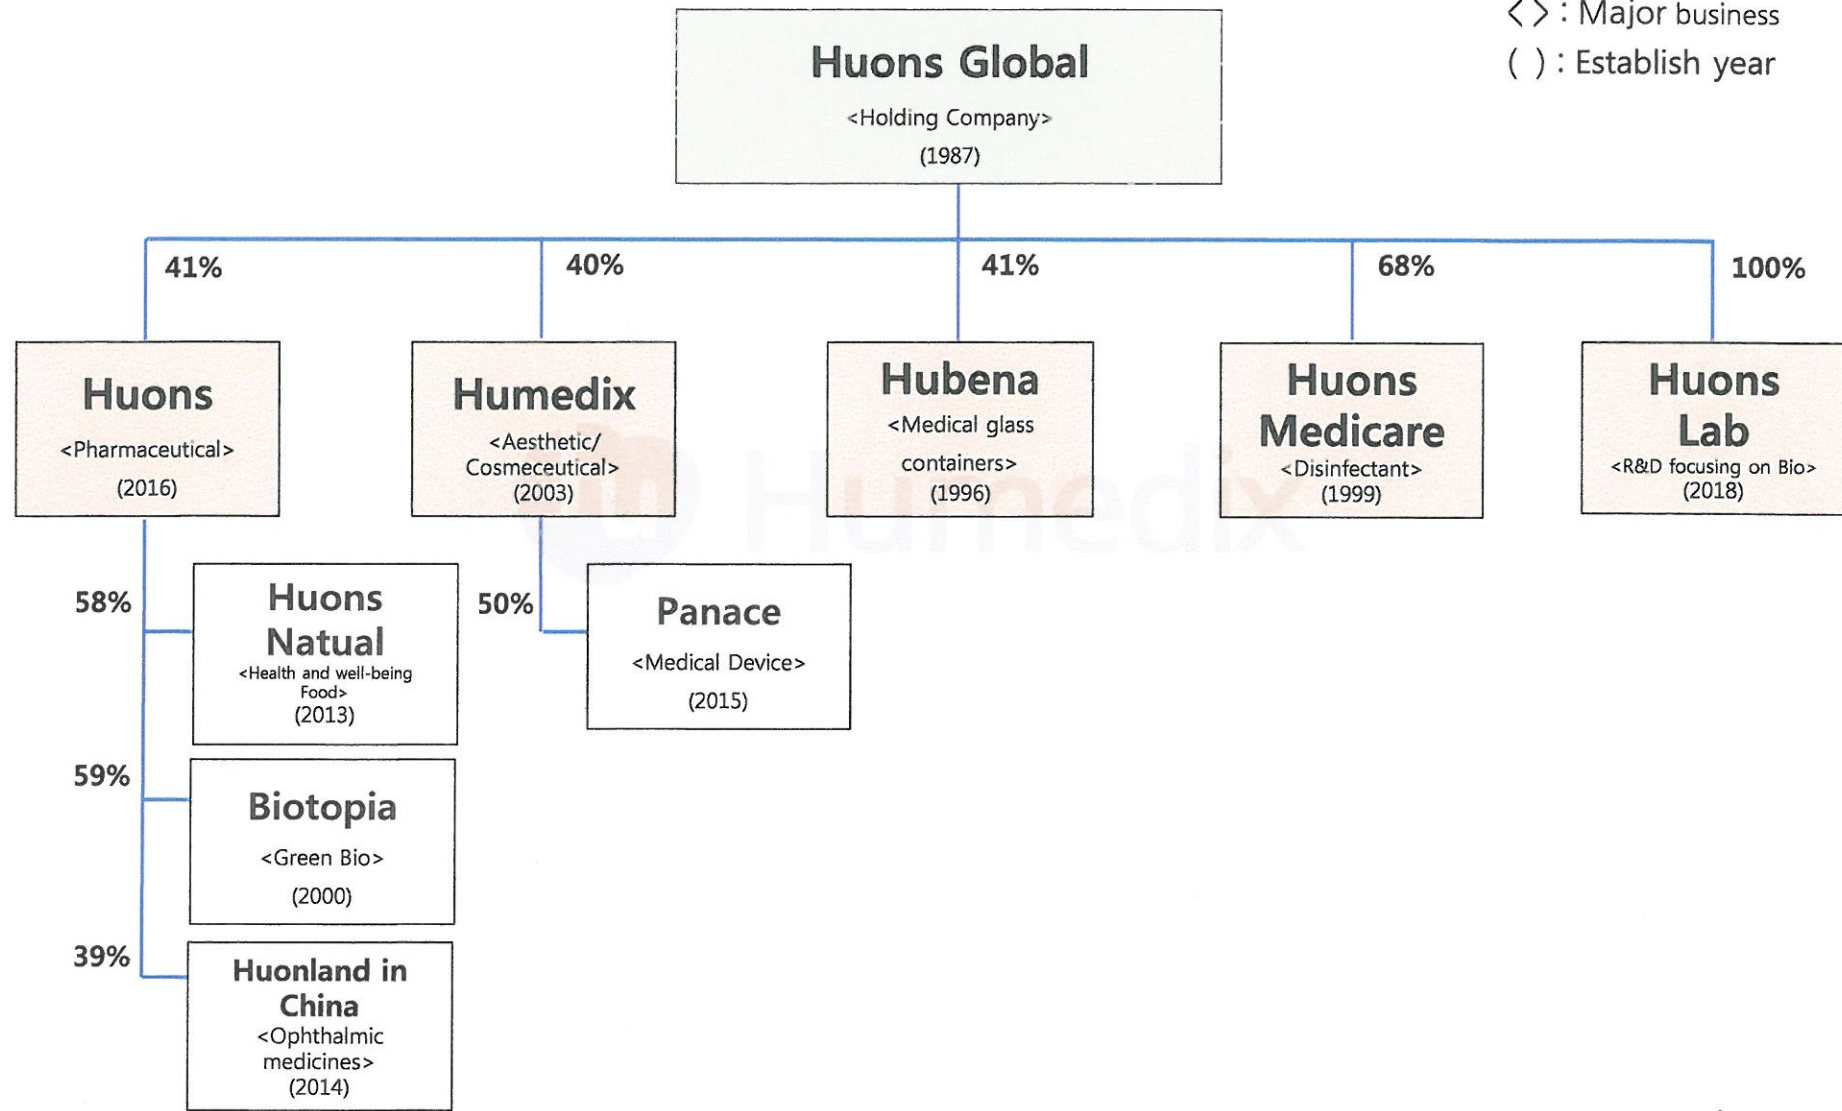 < > : Major business
( ) : Establish year
Huons Global
<Holding Company>
(1987)
41%
40%
41%
68%
100%
Huons
<Pharmaceutical>
(2016)
Humedix
<Aesthetic/
Cosmeceutical>
(2003)
Hubena
<Medical glass
containers>
(1996)
Huons
Medicare
<Disinfectant>
(1999)
Huons
Lab
<R&D focusing on Bio>
(2018)
Humedix
58%
Huons
Natual
<Health and well-being
Food>
(2013)
50%
Panace
<Medical Device>
(2015)
59%
Biotopia
<Green Bio>
(2000)
39%
Huonland in
China
<Ophthalmic
medicines>
(2014)